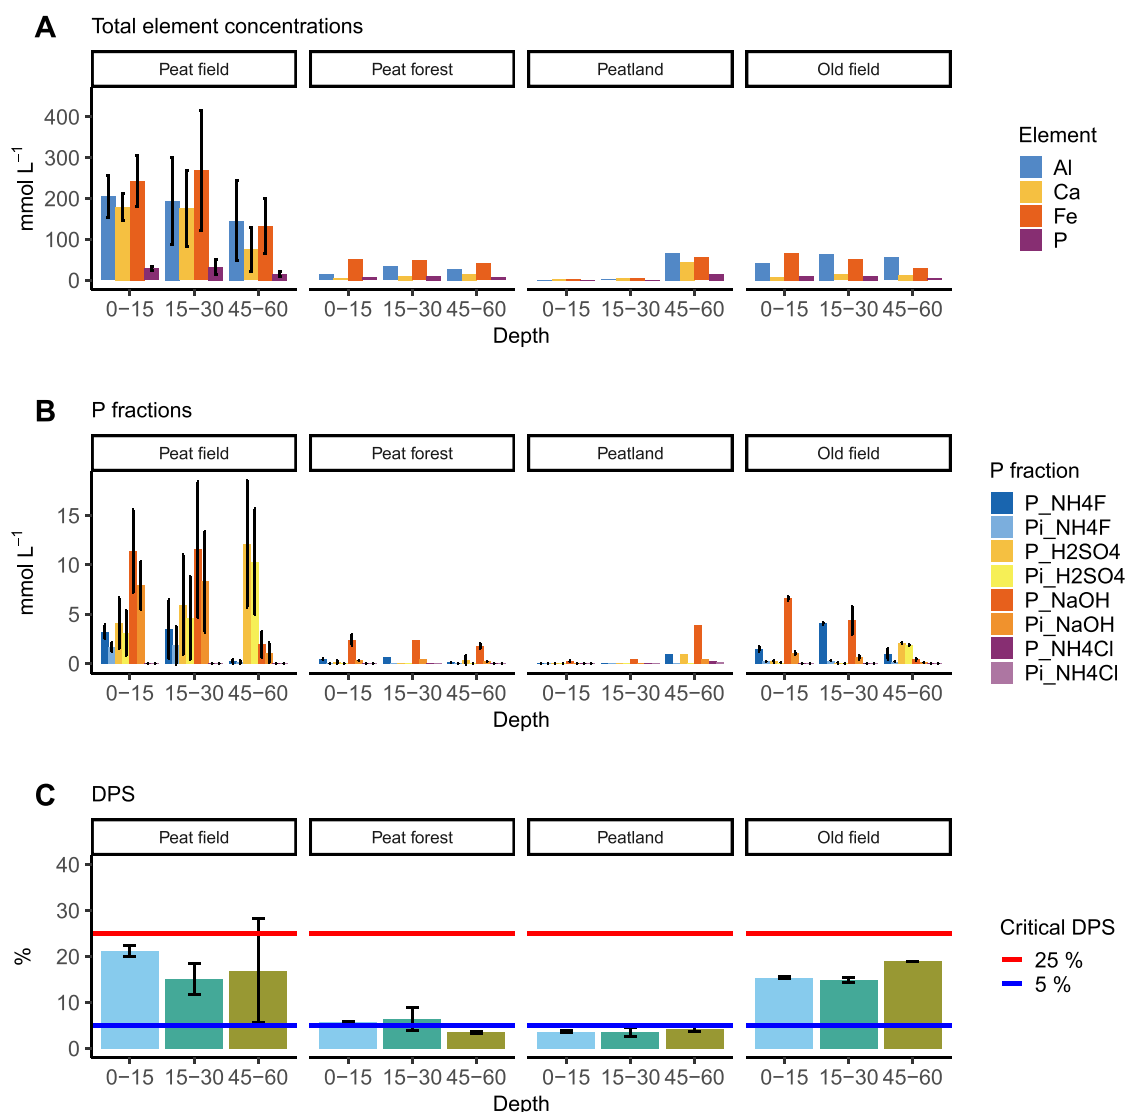 A Total element concentrations
Peat field Peat forest Peatland Old field
mmol L⁻¹
400
300
200
100
0
0−15 15−30 45−60 0−15 15−30 45−60 0−15 15−30 45−60 0−15 15−30 45−60
Depth
Element
Al
Ca
Fe
P
B P fractions
Peat field Peat forest Peatland Old field
mmol L⁻¹
15
10
5
0
0−15 15−30 45−60 0−15 15−30 45−60 0−15 15−30 45−60 0−15 15−30 45−60
Depth
P fraction
P_NH4F
Pi_NH4F
P_H2SO4
Pi_H2SO4
P_NaOH
Pi_NaOH
P_NH4Cl
Pi_NH4Cl
C DPS
Peat field Peat forest Peatland Old field
%
40
30
20
10
0
0−15 15−30 45−60 0−15 15−30 45−60 0−15 15−30 45−60 0−15 15−30 45−60
Depth
Critical DPS
25 %
5 %